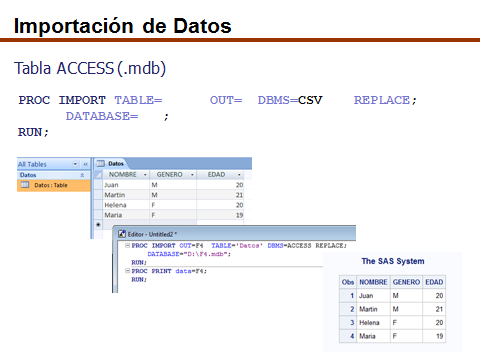 Importación de Datos
Tabla ACCESS (.mdb)
PROC IMPORT TABLE= OUT= DBMS=CSV REPLACE;
DATABASE= ;
RUN;
All Tables
Datos
Datos : Table
Datos
NOMBRE GENERO EDAD
Juan M 20
Martin M 21
Helena F 20
Maria F 19
Editor - Untitled2 *
PROC IMPORT OUT=F4 TABLE='Datos' DBMS=ACCESS REPLACE;
DATABASE="D:\F4.mdb";
RUN;
PROC PRINT data=F4;
RUN;
The SAS System
Obs NOMBRE GENERO EDAD
1 Juan M 20
2 Martin M 21
3 Helena F 20
4 Maria F 19